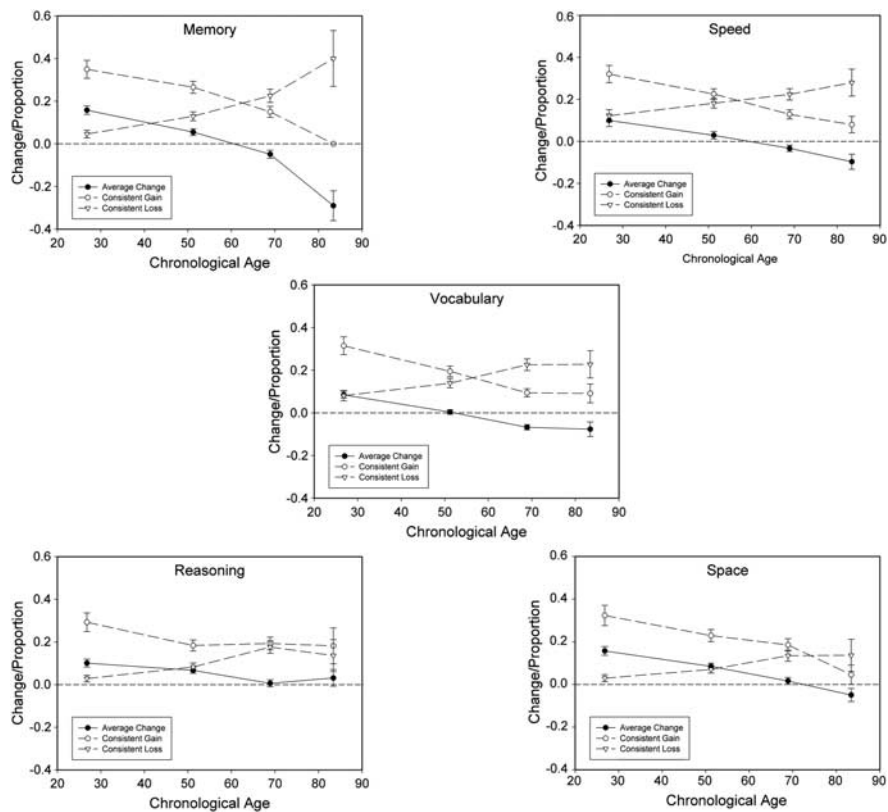 Memory
Change/Proportion
0.6
0.4
0.2
0.0
-0.2
-0.4
Average Change
Consistent Gain
Consistent Loss
20 30 40 50 60 70 80 90
Chronological Age
Speed
Change/Proportion
0.6
0.4
0.2
0.0
-0.2
-0.4
Average Change
Consistent Gain
Consistent Loss
20 30 40 50 60 70 80 90
Chronological Age
Vocabulary
Change/Proportion
0.6
0.4
0.2
0.0
-0.2
-0.4
Average Change
Consistent Gain
Consistent Loss
20 30 40 50 60 70 80 90
Chronological Age
Reasoning
Change/Proportion
0.6
0.4
0.2
0.0
-0.2
-0.4
Average Change
Consistent Gain
Consistent Loss
20 30 40 50 60 70 80 90
Chronological Age
Space
Change/Proportion
0.6
0.4
0.2
0.0
-0.2
-0.4
Average Change
Consistent Gain
Consistent Loss
20 30 40 50 60 70 80 90
Chronological Age